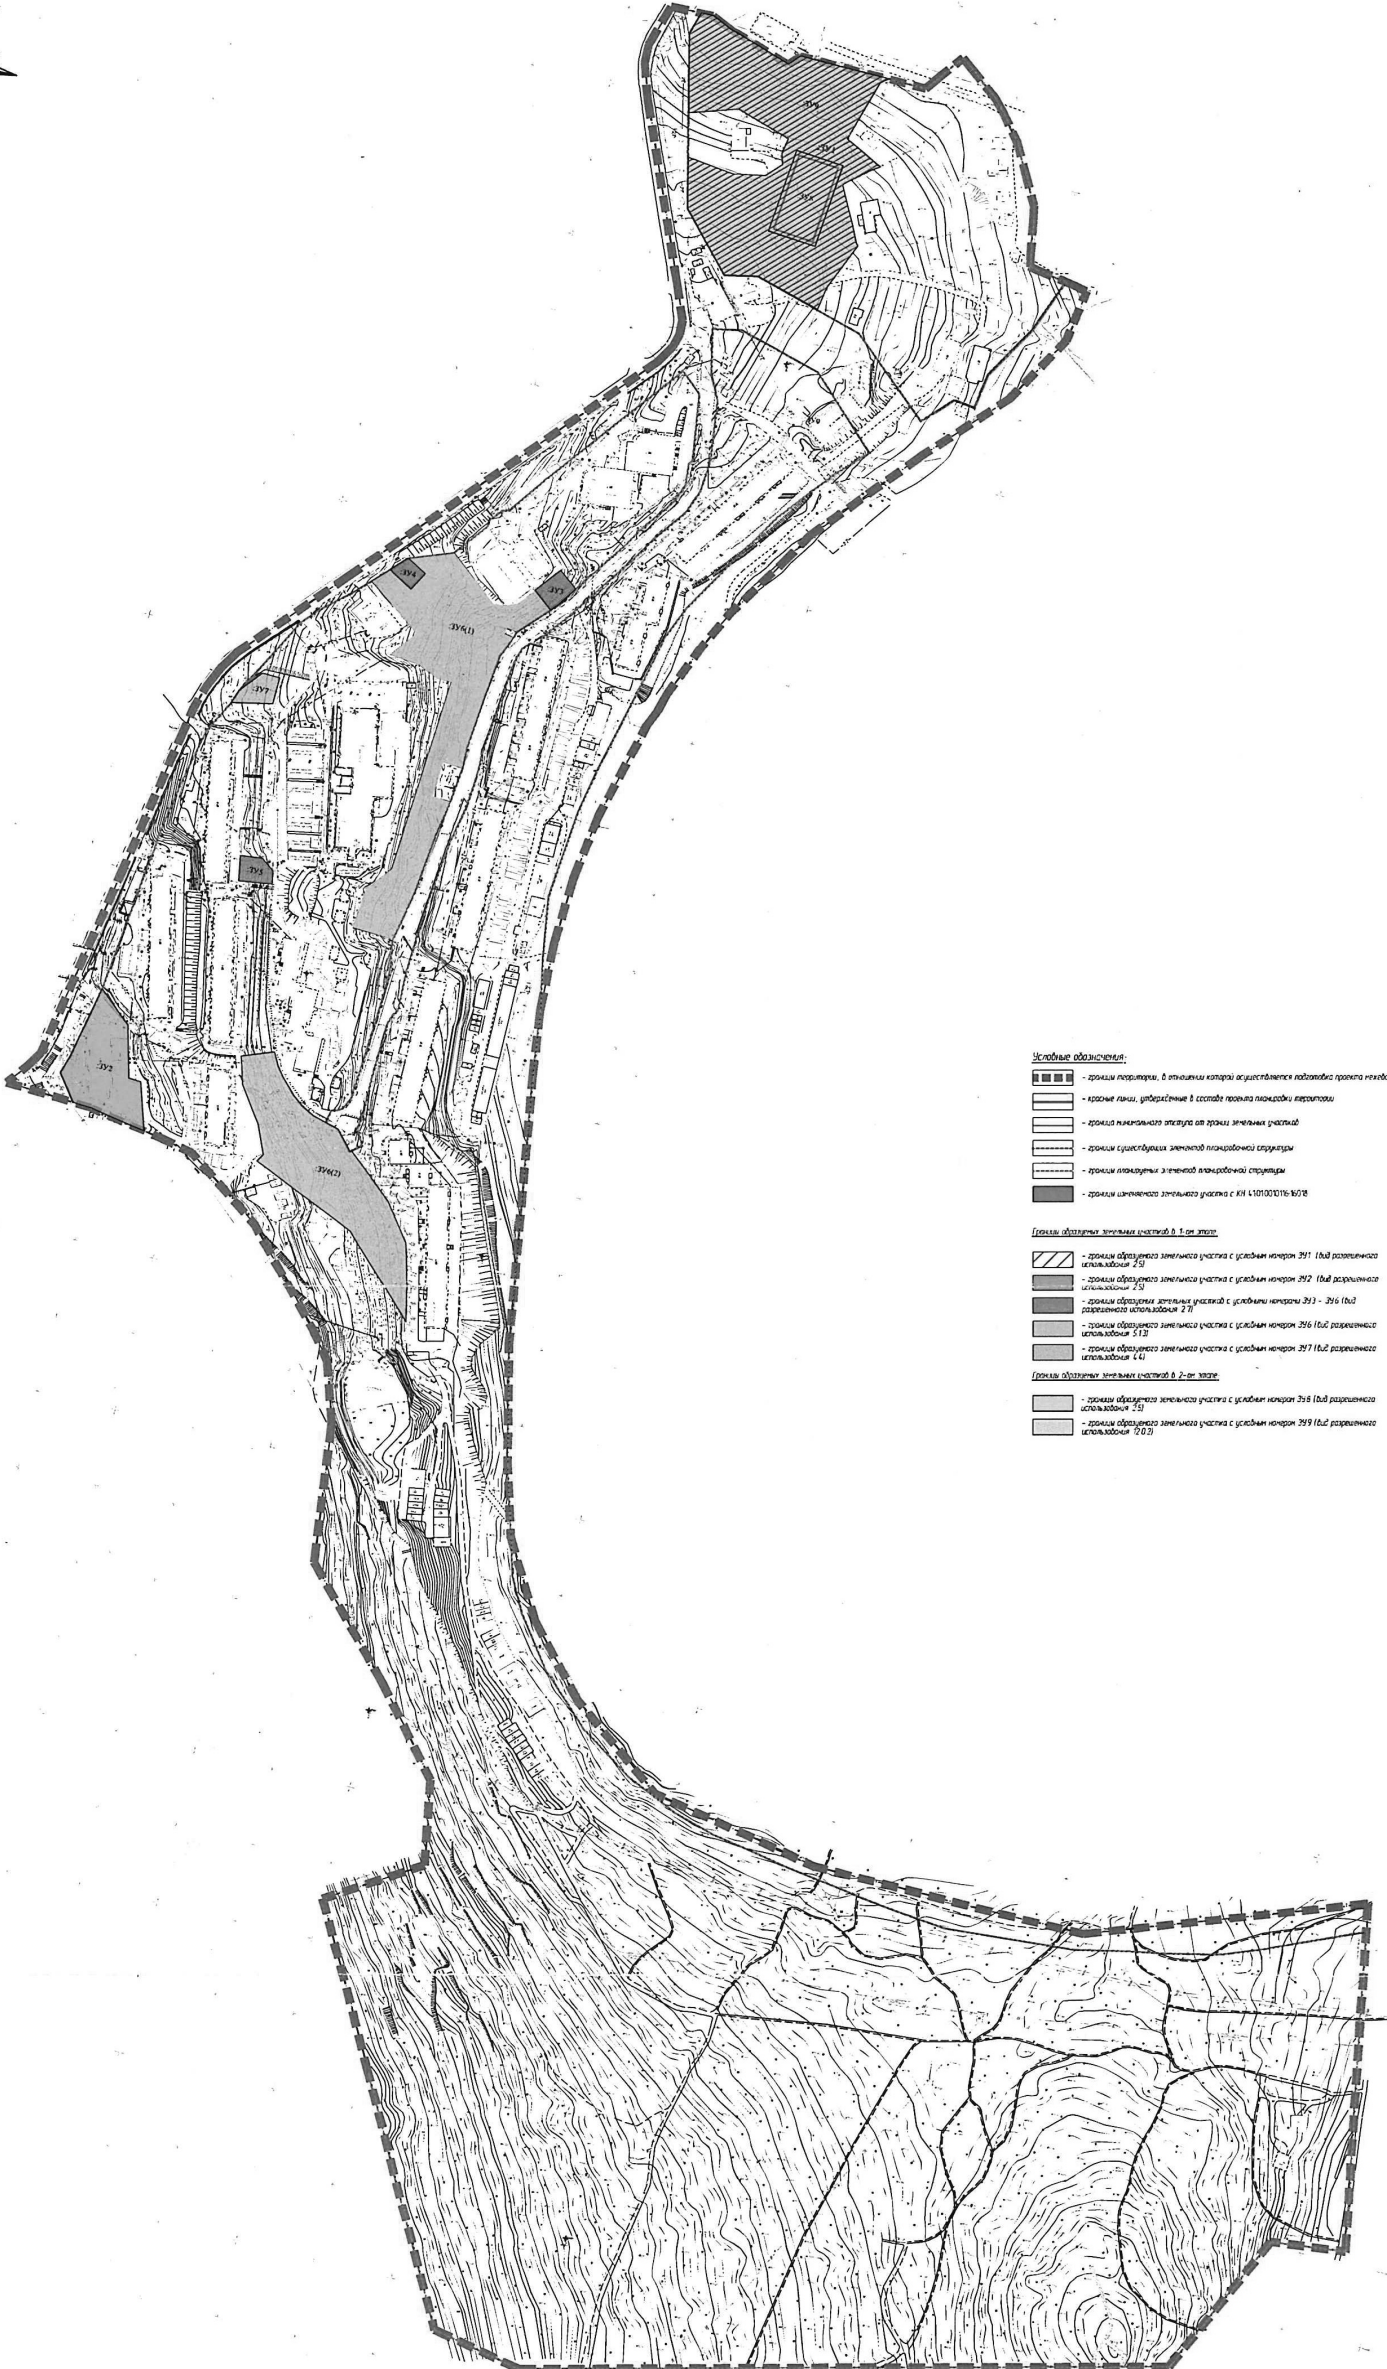 :ЗУ9
:ЗУ1
:ЗУ8
:ЗУ4
:ЗУ3
:ЗУ6(1)
:ЗУ7
:ЗУ5
:ЗУ2
:ЗУ6(2)
Условные обозначения:
- границы территории, в отношении которой осуществляется подготовка проекта межева
- красные линии, утверждённые в составе проекта планировки территории
- граница минимального отступа от границ земельных участков
- границы существующих элементов планировочной структуры
- границы планируемых элементов планировочной структуры
- границы изменяемого земельного участка с КН
Границы образуемых земельных участков в 1-ом этапе:
- границы образуемого земельного участка с условным номером ЗУ1 (вид разрешенного
использования 2.5)
- границы образуемого земельного участка с условным номером ЗУ2 (вид разрешенного
использования 2.5)
- границы образуемых земельных участков с условными номерами ЗУ3 - ЗУ6 (вид
разрешенного использования 2.7)
- границы образуемого земельного участка с условным номером ЗУ6 (вид разрешенного
использования 5.1.3)
- границы образуемого земельного участка с условным номером ЗУ7 (вид разрешенного
использования 4.4)
Границы образуемых земельных участков в 2-ом этапе:
- границы образуемого земельного участка с условным номером ЗУ8 (вид разрешенного
использования 2.5)
- границы образуемого земельного участка с условным номером ЗУ9 (вид разрешенного
использования 12.0.2)